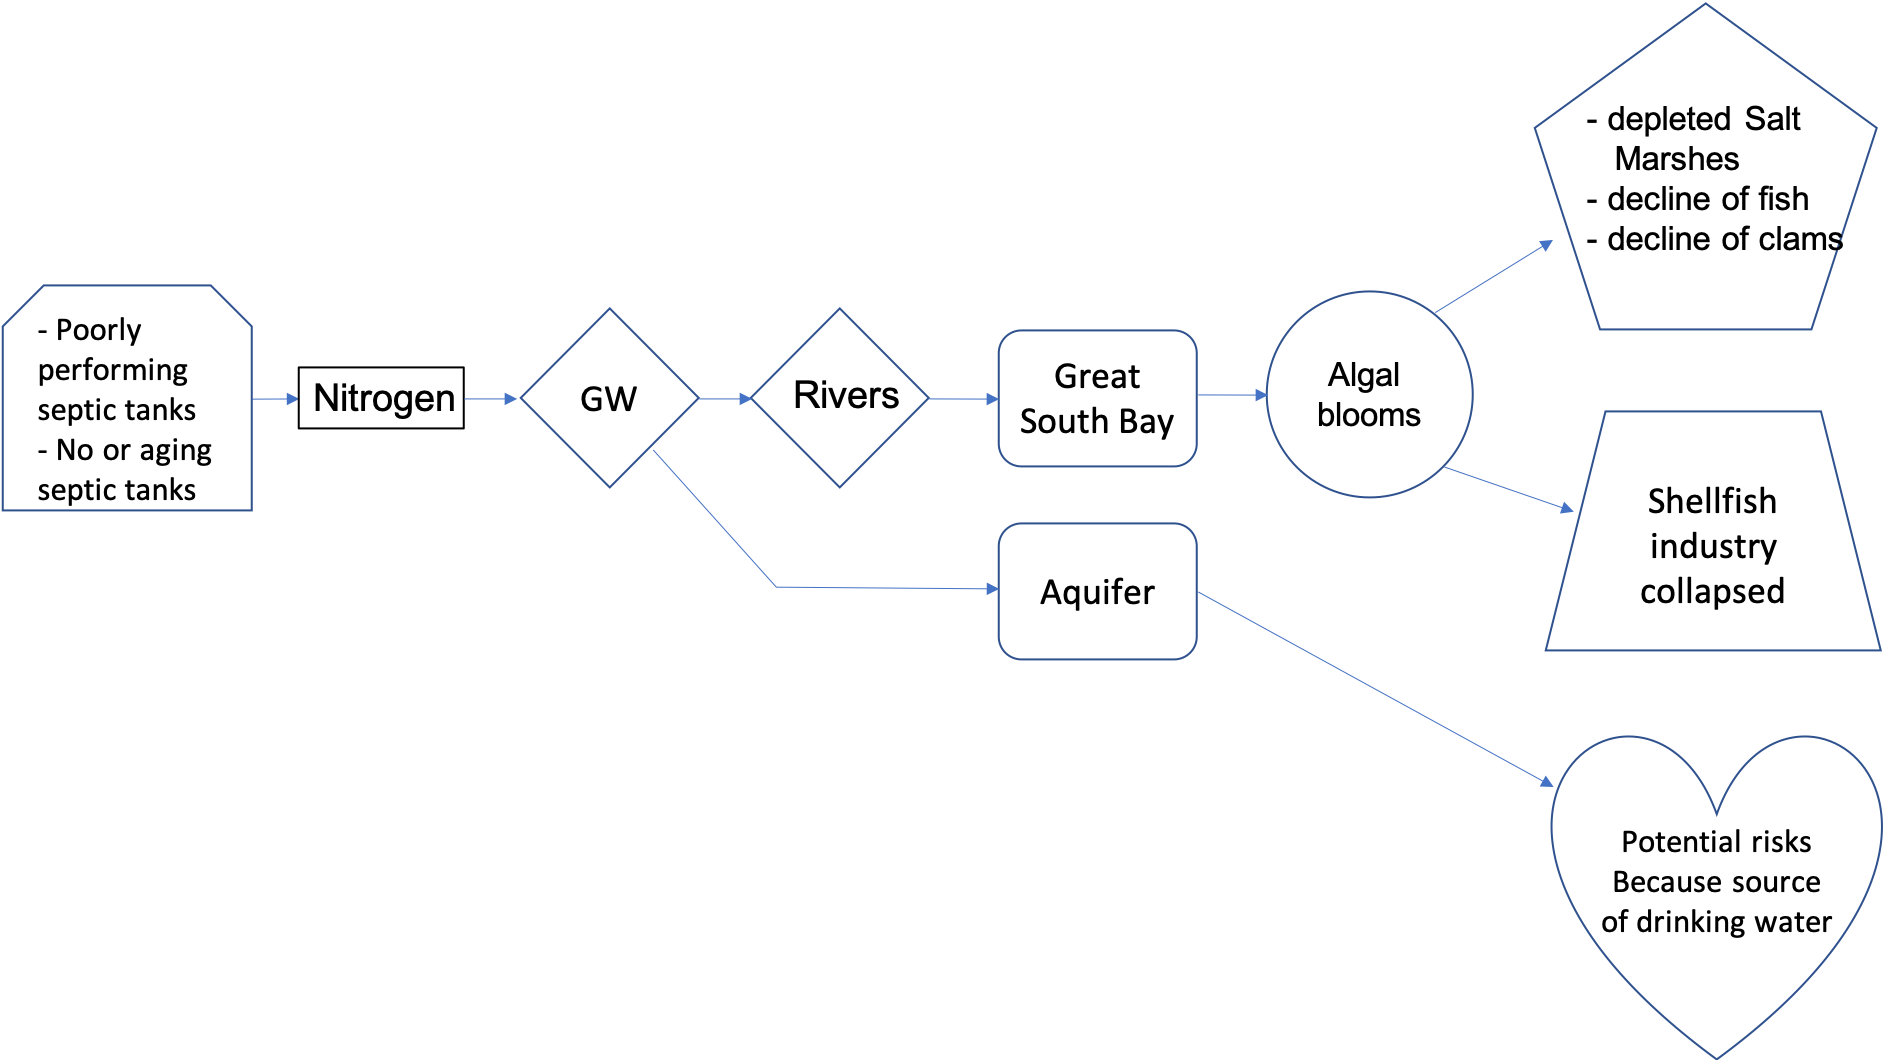 - Poorly
performing
septic tanks
- No or aging
septic tanks
Nitrogen
GW
Rivers
Great
South Bay
Aquifer
Algal
blooms
- depleted Salt
Marshes
- decline of fish
- decline of clams
Shellfish
industry
collapsed
Potential risks
Because source
of drinking water